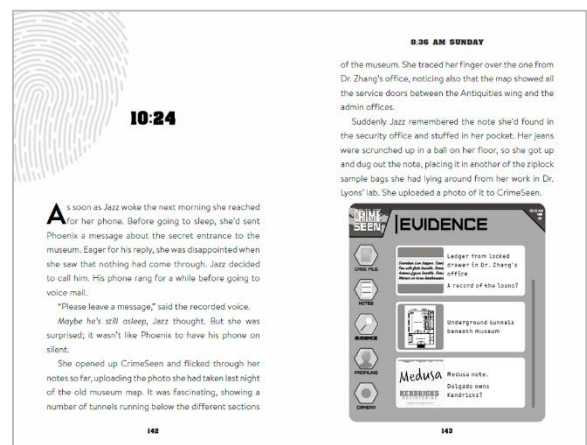 10:24
As soon as Jazz woke the next morning she reached
for her phone. Before going to sleep, she'd sent
Phoenix a message about the secret entrance to the
museum. Eager for his reply, she was disappointed when
she saw that nothing had come through. Jazz decided
to call him. His phone rang for a while before going to
voice mail.
"Please leave a message," said the recorded voice.
Maybe he's still asleep, Jazz thought. But she was
surprised; it wasn't like Phoenix to have his phone on
silent.
She opened up CrimeSeen and flicked through her
notes so far, uploading the photo she had taken last night
of the old museum map. It was fascinating, showing a
number of tunnels running below the different sections
142
8:36 AM SUNDAY
of the museum. She traced her finger over the one from
Dr. Zhang's office, noticing also that the map showed all
the service doors between the Antiquities wing and the
admin offices.
Suddenly Jazz remembered the note she'd found in
the security office and stuffed in her pocket. Her jeans
were scrunched up in a ball on her floor, so she got up
and dug out the note, placing it in another of the ziplock
sample bags she had lying around from her work in Dr.
Lyons' lab. She uploaded a photo of it to CrimeSeen.
CRIME
SEEN
EVIDENCE
CASE FILE
NOTES
EVIDENCE
PROFILING
CAMERA
Ledger from locked
drawer in Dr. Zhang's
office
A record of the loans?
Underground tunnels
beneath museum
Medusa
KENDRICKS
Medusa note.
Delgado owns
Kendricks?
143